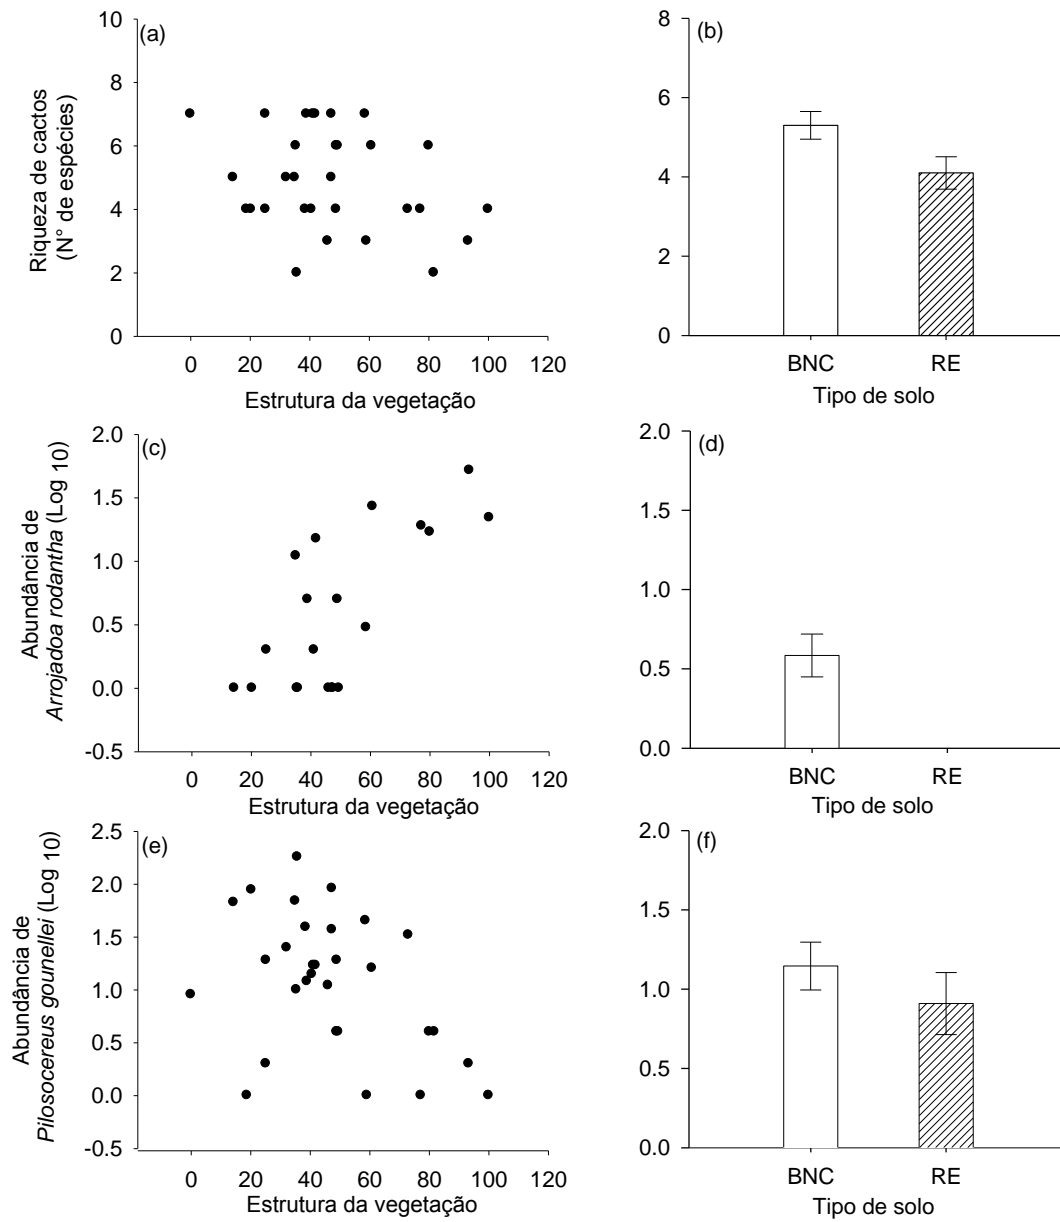 (a)
10
8
6
4
2
0
Riqueza de cactos
(N° de espécies)
0 20 40 60 80 100 120
Estrutura da vegetação
(b)
8
6
4
2
0
BNC RE
Tipo de solo
(c)
2.0
1.5
1.0
0.5
0.0
-0.5
Abundância de
Arrojadoa rodantha (Log 10)
0 20 40 60 80 100 120
Estrutura da vegetação
(d)
2.0
1.5
1.0
0.5
0.0
BNC RE
Tipo de solo
(e)
2.5
2.0
1.5
1.0
0.5
0.0
-0.5
Abundância de
Pilosocereus gounellei (Log 10)
0 20 40 60 80 100 120
Estrutura da vegetação
(f)
2.0
1.5
1.0
0.5
0.0
BNC RE
Tipo de solo